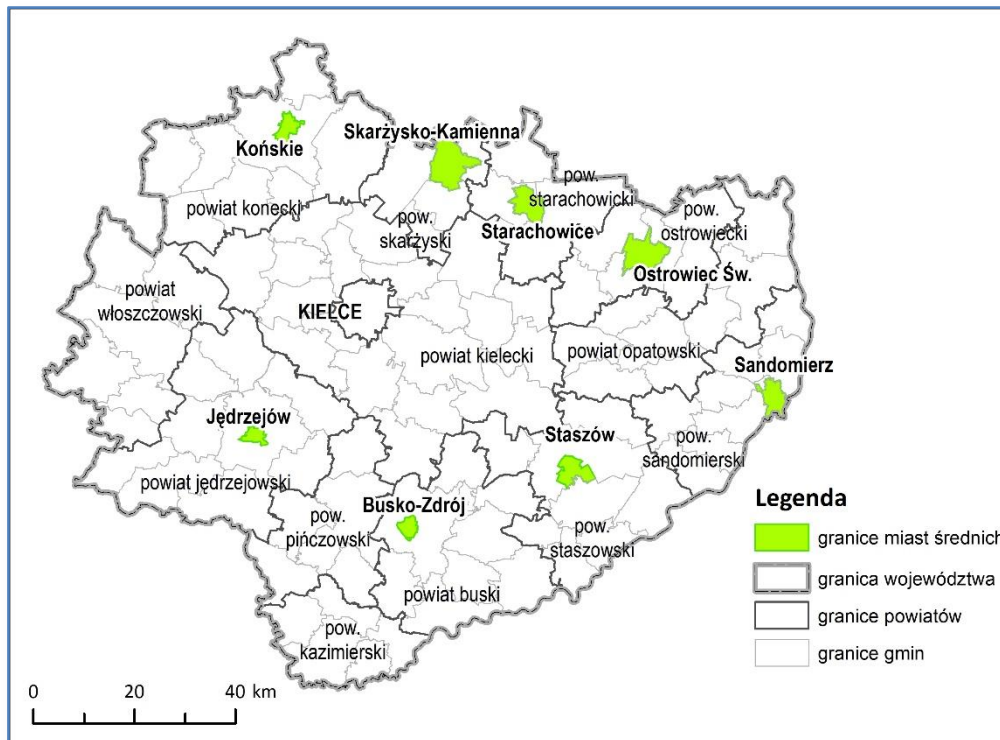 Skarżysko-Kamienna
Końskie
pow.
starachowicki
powiat konecki
pow.
skarżyski
Starachowice
pow.
ostrowiecki
Ostrowiec Św.
powiat
włoszczowski
KIELCE
powiat kielecki
powiat opatowski
Sandomierz
Jędrzejów
Staszów
pow.
sandomierski
powiat jędrzejowski
Busko-Zdrój
pow.
pińczowski
pow.
staszowski
powiat buski
pow.
kazimierski
Legenda
granice miast średnich
granica województwa
granice powiatów
granice gmin
0 20 40 km